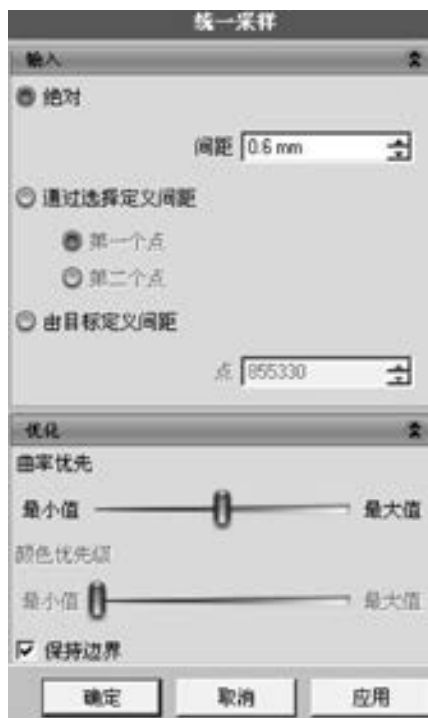 统一采样
输入
绝对
间距 0.6 mm
通过选择定义间距
第一个点
第二个点
由目标定义间距
点 855330
优化
曲率优先
最小值 最大值
颜色优先级
最小值 最大值
保持边界
确定 取消 应用